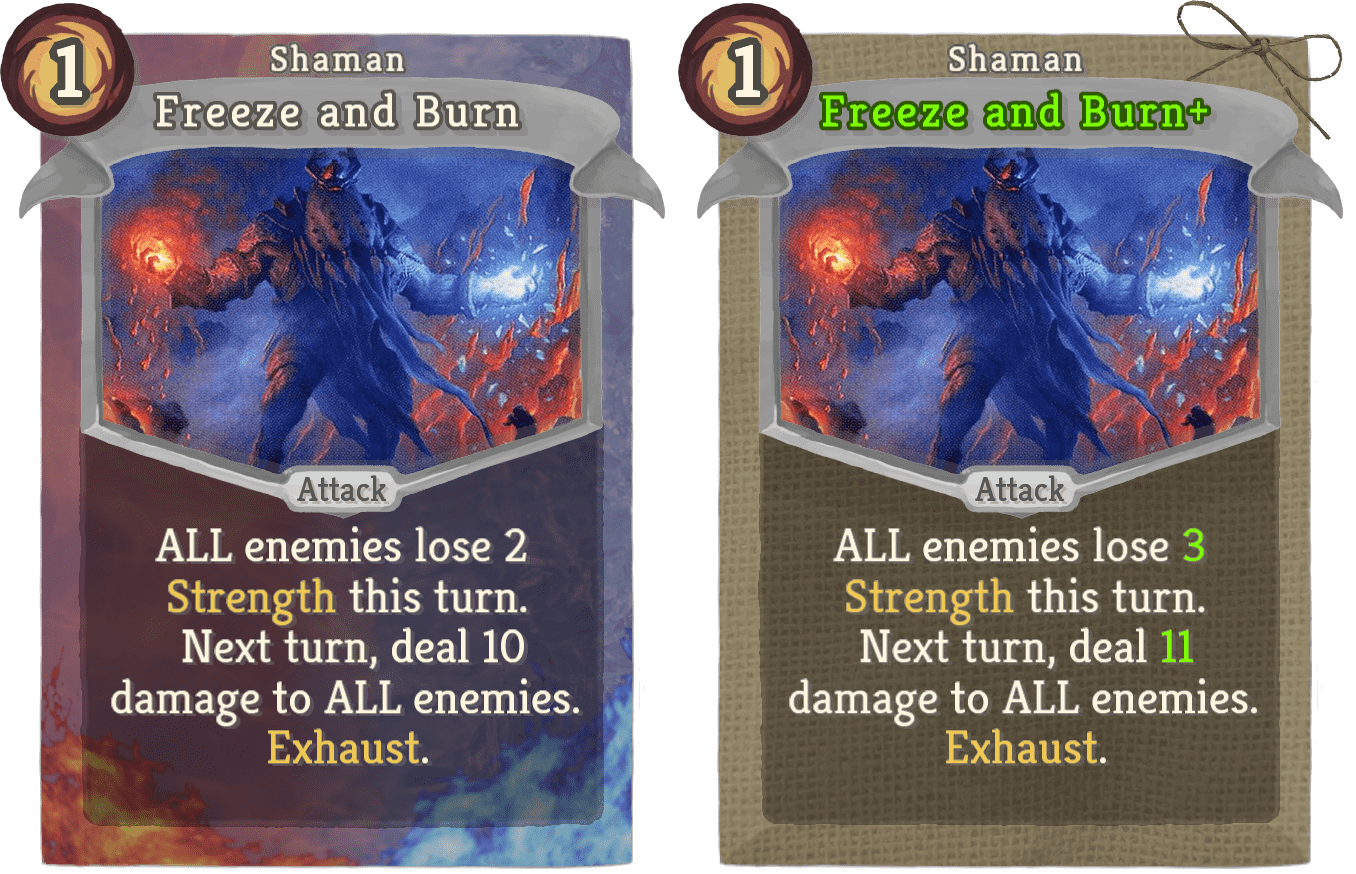 1
Shaman
Freeze and Burn
Attack
ALL enemies lose 2
Strength this turn.
Next turn, deal 10
damage to ALL enemies.
Exhaust.
1
Shaman
Freeze and Burn+
Attack
ALL enemies lose 3
Strength this turn.
Next turn, deal 11
damage to ALL enemies.
Exhaust.